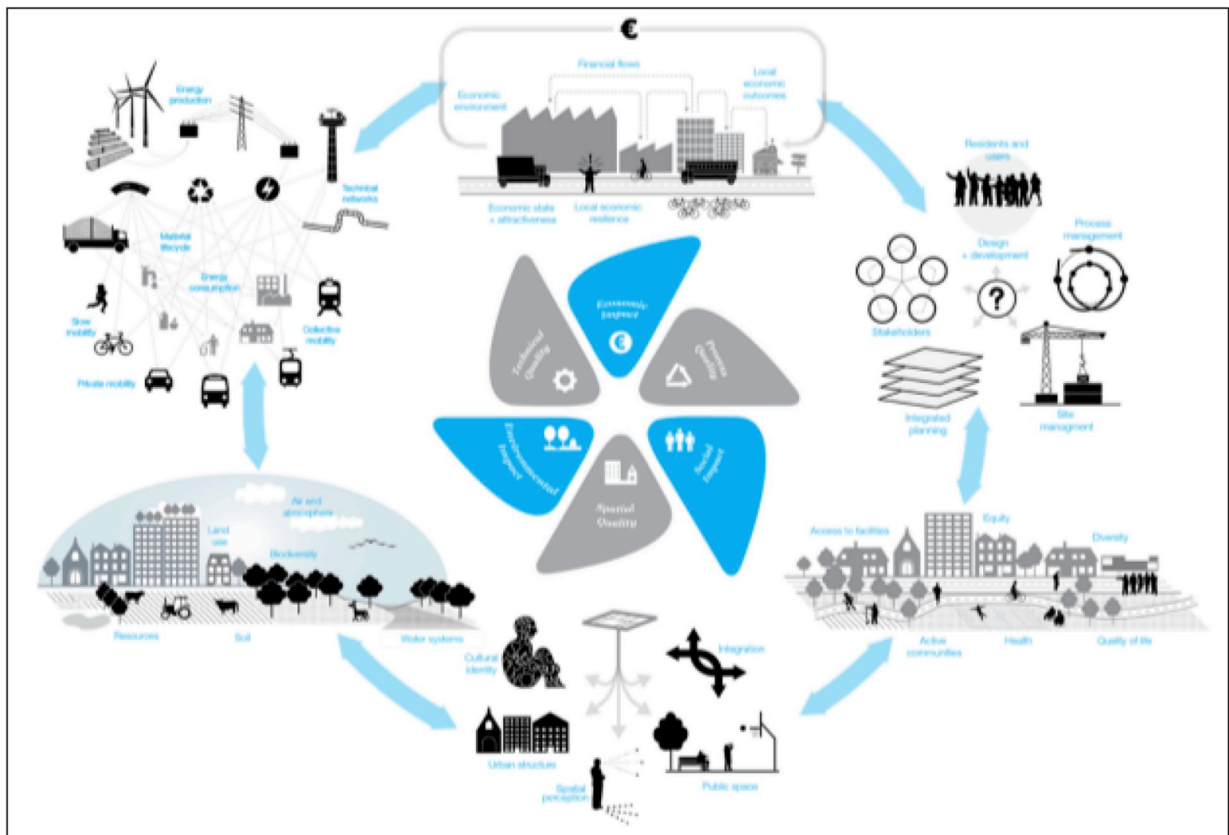 €
Financial flows
Economic
environment
Local
economic
outcomes
Economic state
+ attractiveness
Local economic
resilience
Energy
production
Technical
networks
Material
lifecycle
Energy
consumption
Slow
mobility
Collective
mobility
Private mobility
Residents and
users
Design
+ development
Process
management
?
Stakeholders
Integrated
planning
Site
managment
Economic
Impact
€
Technical
Quality
Process
Quality
Environmental
Impact
Social
Impact
Spatial
Quality
Air and
atmosphere
Land
use
Biodiversity
Resources
Soil
Water systems
Access to facilities
Equity
Diversity
Active
communities
Health
Quality of life
Cultural
identity
Integration
Urban structure
Spatial
perception
Public space